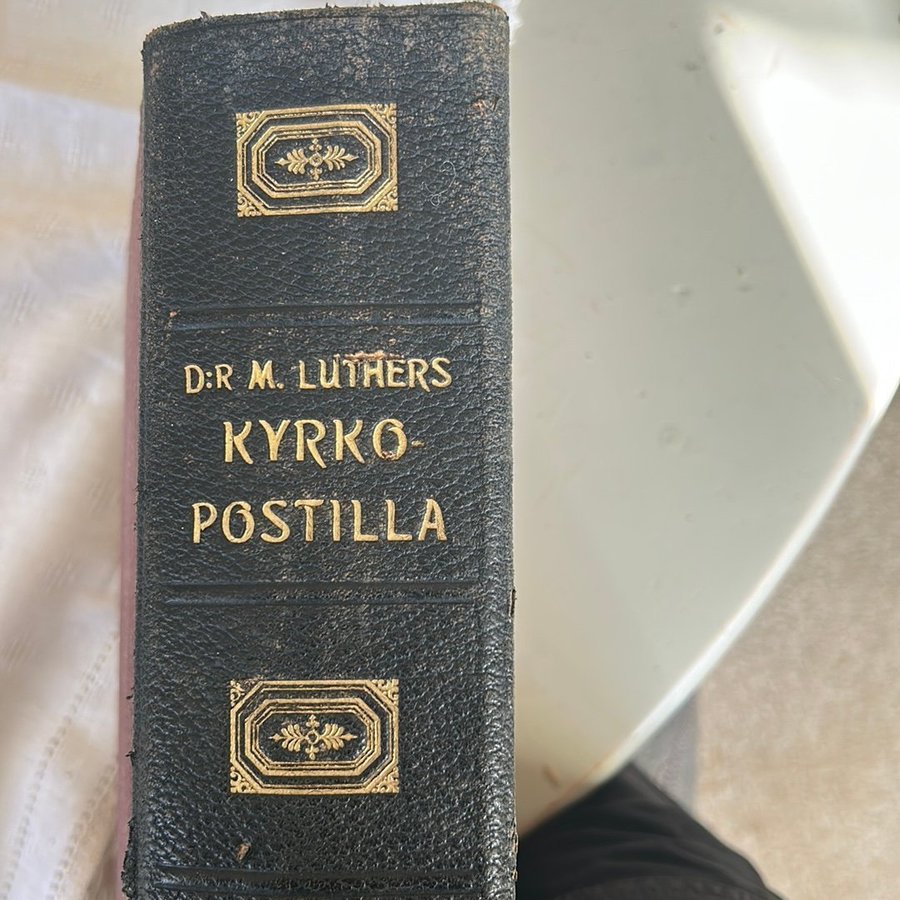 D:R M. LUTHERS
KYRKO-
POSTILLA